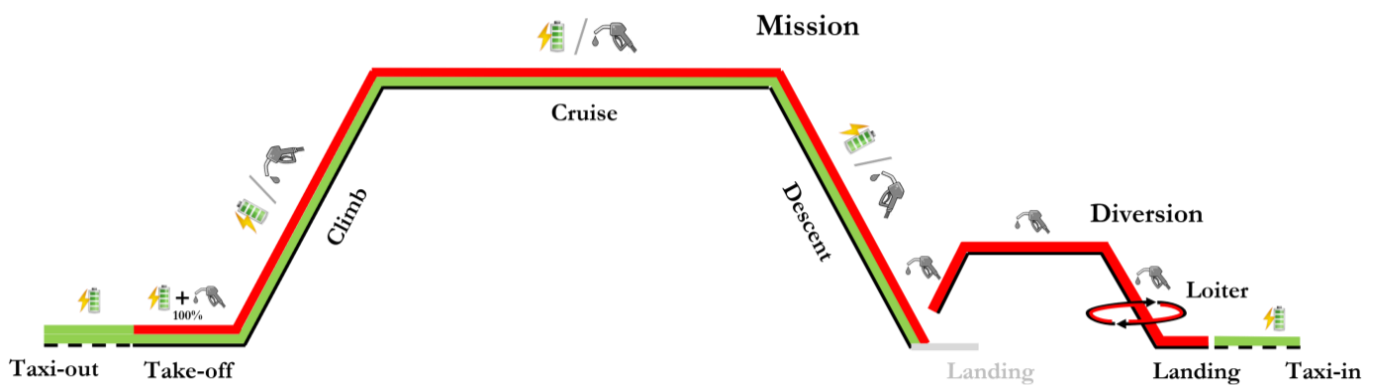 Mission
Cruise
Climb
Descent
Diversion
Loiter
+
100%
Taxi-out
Take-off
Landing
Landing
Taxi-in